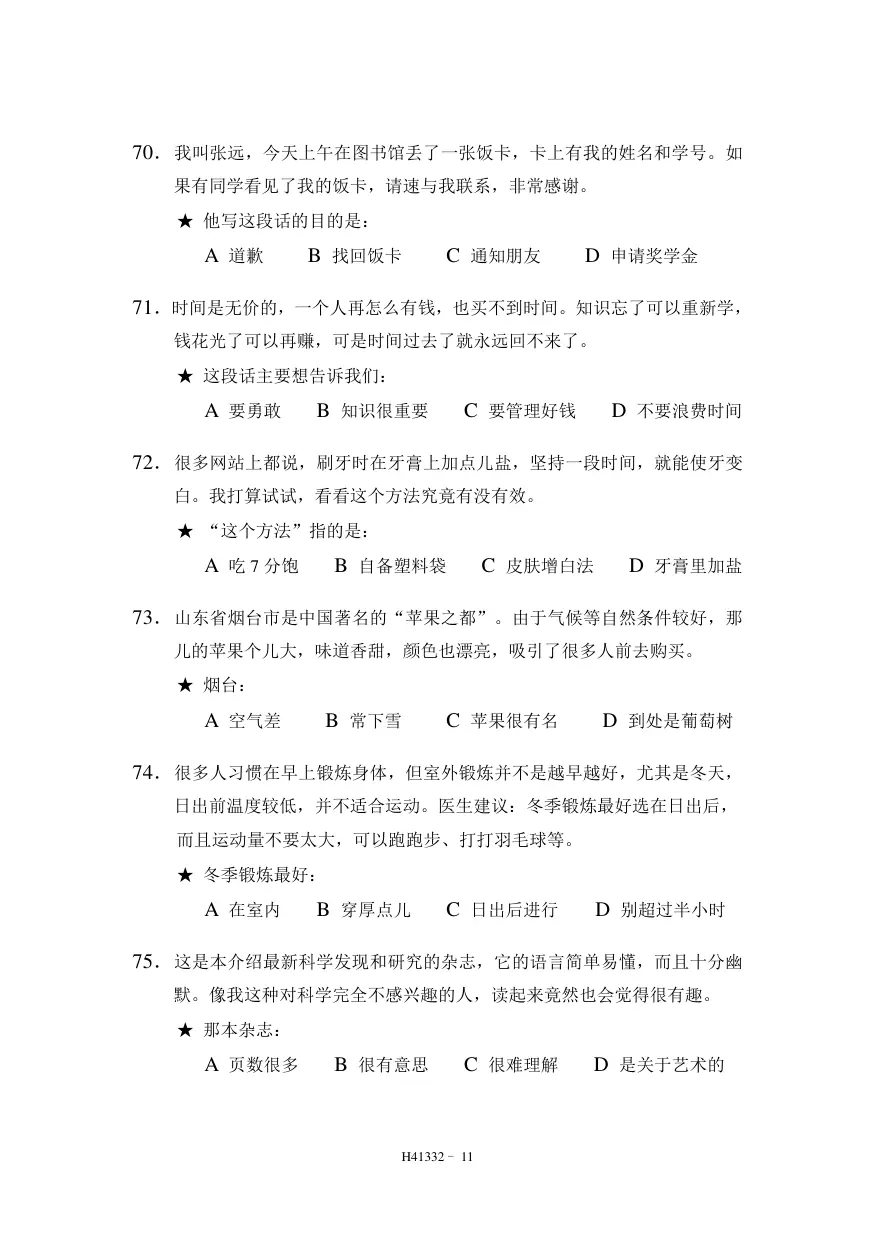 70．我叫张远，今天上午在图书馆丢了一张饭卡，卡上有我的姓名和学号。如
果有同学看见了我的饭卡，请速与我联系，非常感谢。
★ 他写这段话的目的是：
A 道歉 B 找回饭卡 C 通知朋友 D 申请奖学金
71．时间是无价的，一个人再怎么有钱，也买不到时间。知识忘了可以重新学，
钱花光了可以再赚，可是时间过去了就永远回不来了。
★ 这段话主要想告诉我们：
A 要勇敢 B 知识很重要 C 要管理好钱 D 不要浪费时间
72．很多网站上都说，刷牙时在牙膏上加点儿盐，坚持一段时间，就能使牙变
白。我打算试试，看看这个方法究竟有没有效。
★ “这个方法”指的是：
A 吃 7 分饱 B 自备塑料袋 C 皮肤增白法 D 牙膏里加盐
73．山东省烟台市是中国著名的“苹果之都”。由于气候等自然条件较好，那
儿的苹果个儿大，味道香甜，颜色也漂亮，吸引了很多人前去购买。
★ 烟台：
A 空气差 B 常下雪 C 苹果很有名 D 到处是葡萄树
74．很多人习惯在早上锻炼身体，但室外锻炼并不是越早越好，尤其是冬天，
日出前温度较低，并不适合运动。医生建议：冬季锻炼最好选在日出后，
而且运动量不要太大，可以跑跑步、打打羽毛球等。
★ 冬季锻炼最好：
A 在室内 B 穿厚点儿 C 日出后进行 D 别超过半小时
75．这是本介绍最新科学发现和研究的杂志，它的语言简单易懂，而且十分幽
默。像我这种对科学完全不感兴趣的人，读起来竟然也会觉得很有趣。
★ 那本杂志：
A 页数很多 B 很有意思 C 很难理解 D 是关于艺术的
H41332﹣ 11